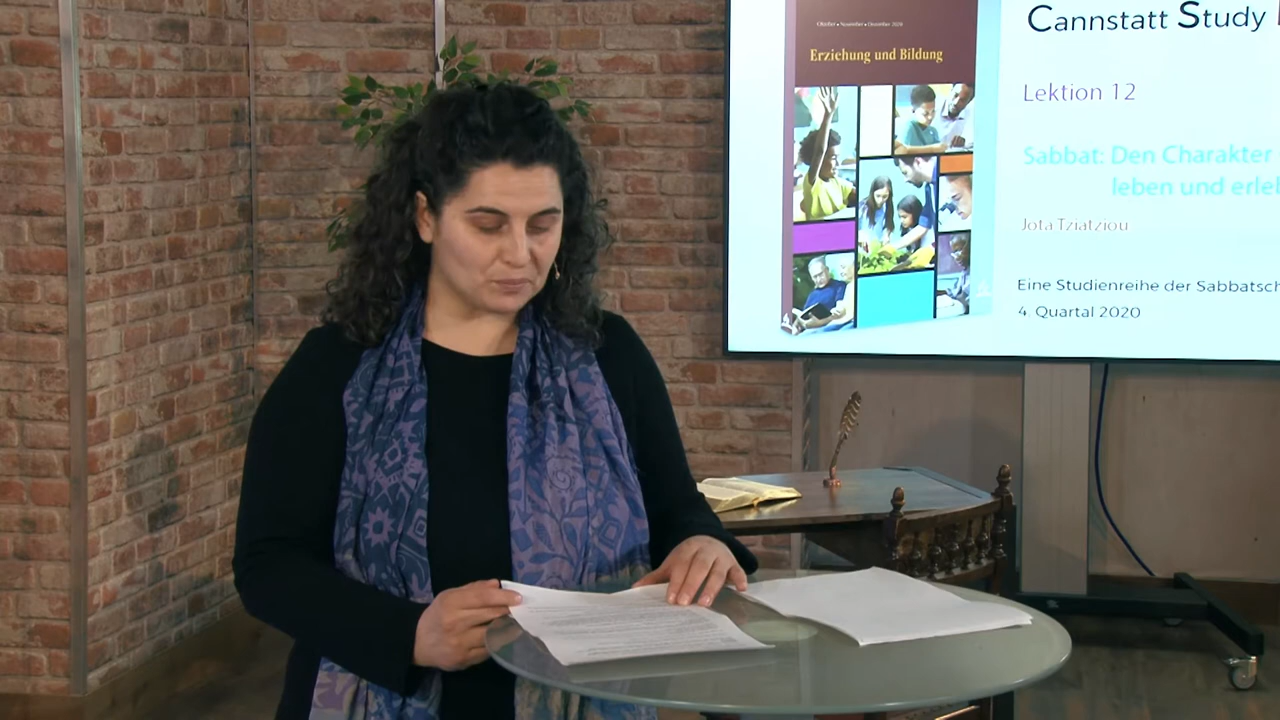 Oktober • November • Dezember 2020
Erziehung und Bildung
Cannstatt Study
Lektion 12
Sabbat: Den Charakter
leben und erleb
Jota Tziatziou
Eine Studienreihe der Sabbatsch
4. Quartal 2020